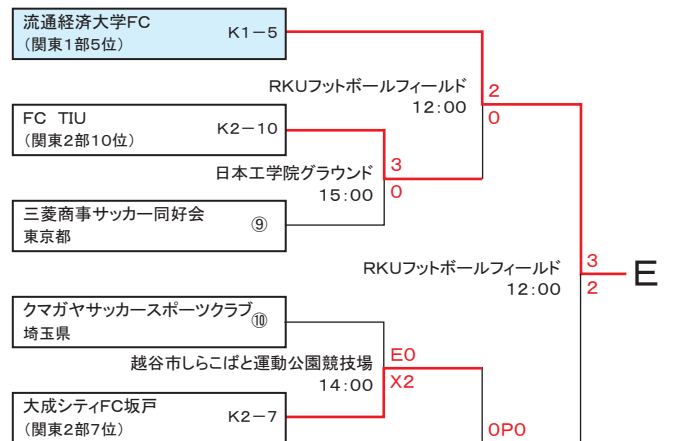 流通経済大学FC
(関東1部5位)
K1-5
RKUフットボールフィールド
12:00
2
0
FC TIU
(関東2部10位)
K2-10
日本工学院グラウンド
15:00
3
0
三菱商事サッカー同好会
東京都
⑨
RKUフットボールフィールド
12:00
3
2
E
クマガヤサッカースポーツクラブ
埼玉県
⑩
越谷市しらこばと運動公園競技場
14:00
E0
X2
大成シティFC坂戸
(関東2部7位)
K2-7
0P0